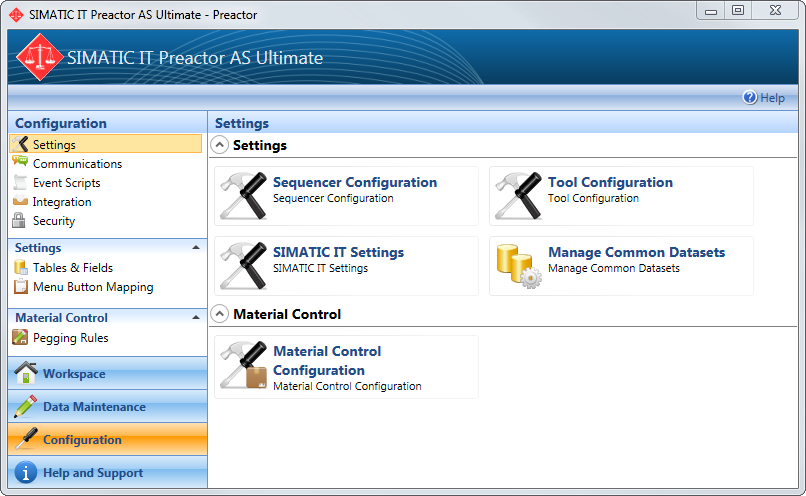 SIMATIC IT Preactor AS Ultimate - Preactor
SIMATIC IT Preactor AS Ultimate
Help
Configuration
Settings
Communications
Event Scripts
Integration
Security
Settings
Tables & Fields
Menu Button Mapping
Material Control
Pegging Rules
Workspace
Data Maintenance
Configuration
Help and Support
Settings
Settings
Sequencer Configuration
Sequencer Configuration
Tool Configuration
Tool Configuration
SIMATIC IT Settings
SIMATIC IT Settings
Manage Common Datasets
Manage Common Datasets
Material Control
Material Control
Configuration
Material Control Configuration